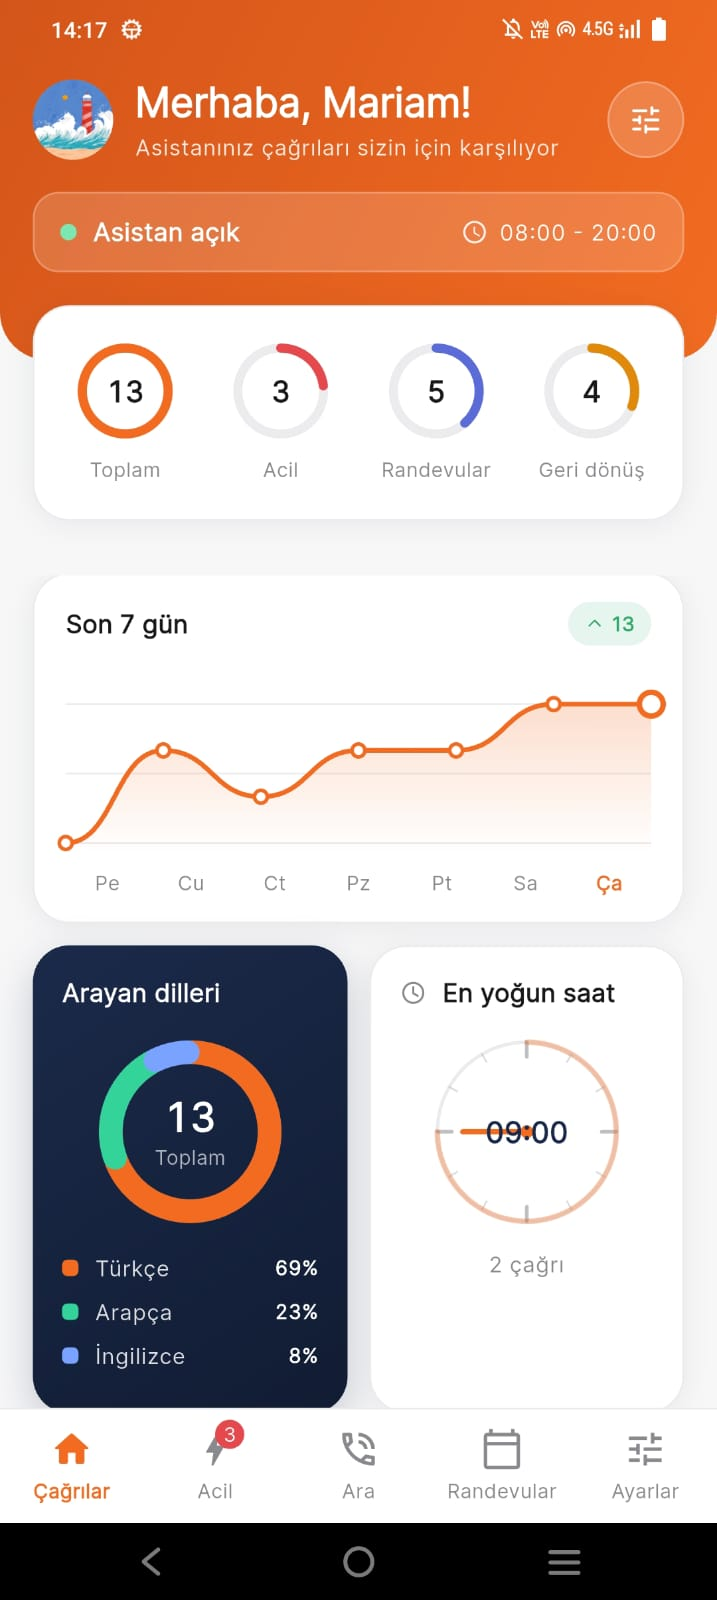 14:17
VoI) LTE 4.5G
Merhaba, Mariam!
Asistanınız çağrıları sizin için karşılıyor
Asistan açık 08:00 - 20:00
13 3 5 4
Toplam Acil Randevular Geri dönüş
Son 7 gün 13
Pe Cu Ct Pz Pt Sa Ça
Arayan dilleri
13
Toplam
Türkçe 69%
Arapça 23%
İngilizce 8%
En yoğun saat
09:00
2 çağrı
3
Çağrılar Acil Ara Randevular Ayarlar